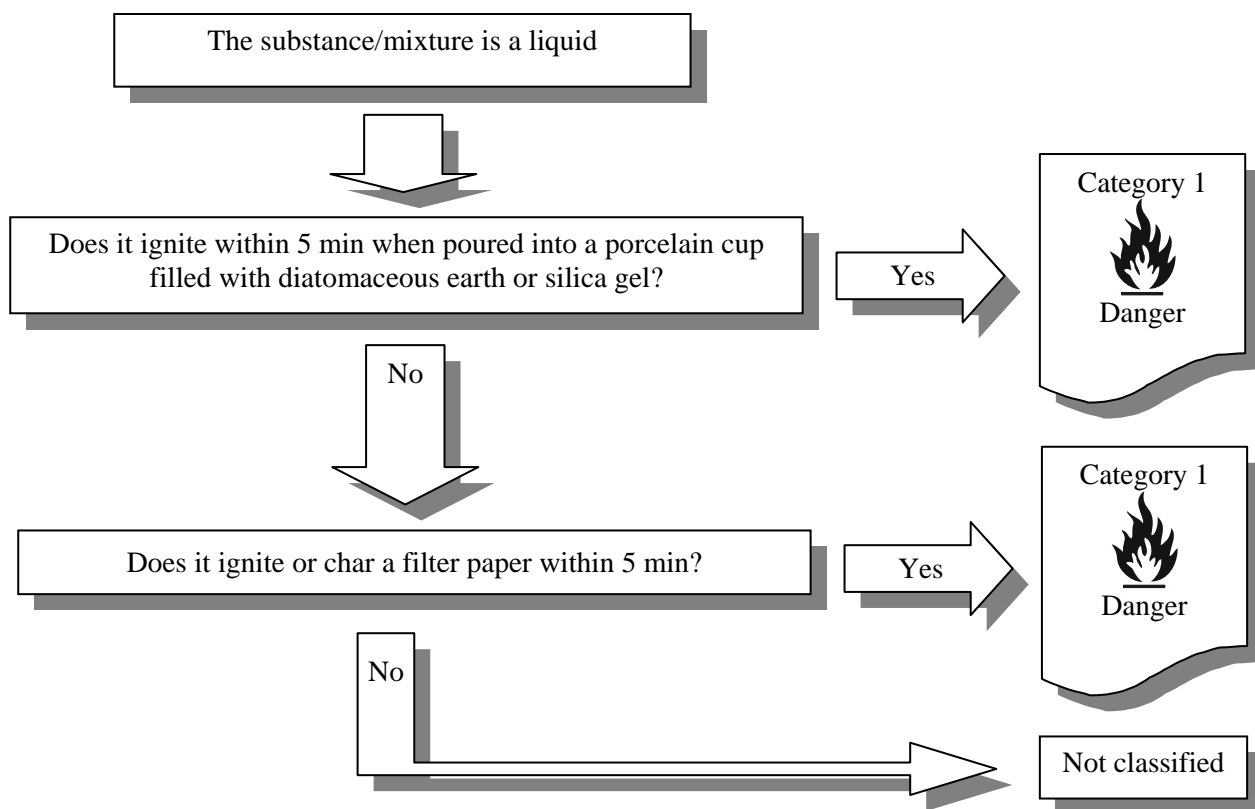 The substance/mixture is a liquid
Does it ignite within 5 min when poured into a porcelain cup
filled with diatomaceous earth or silica gel?
Yes
Category 1
Danger
No
Does it ignite or char a filter paper within 5 min?
Yes
Category 1
Danger
No
Not classified